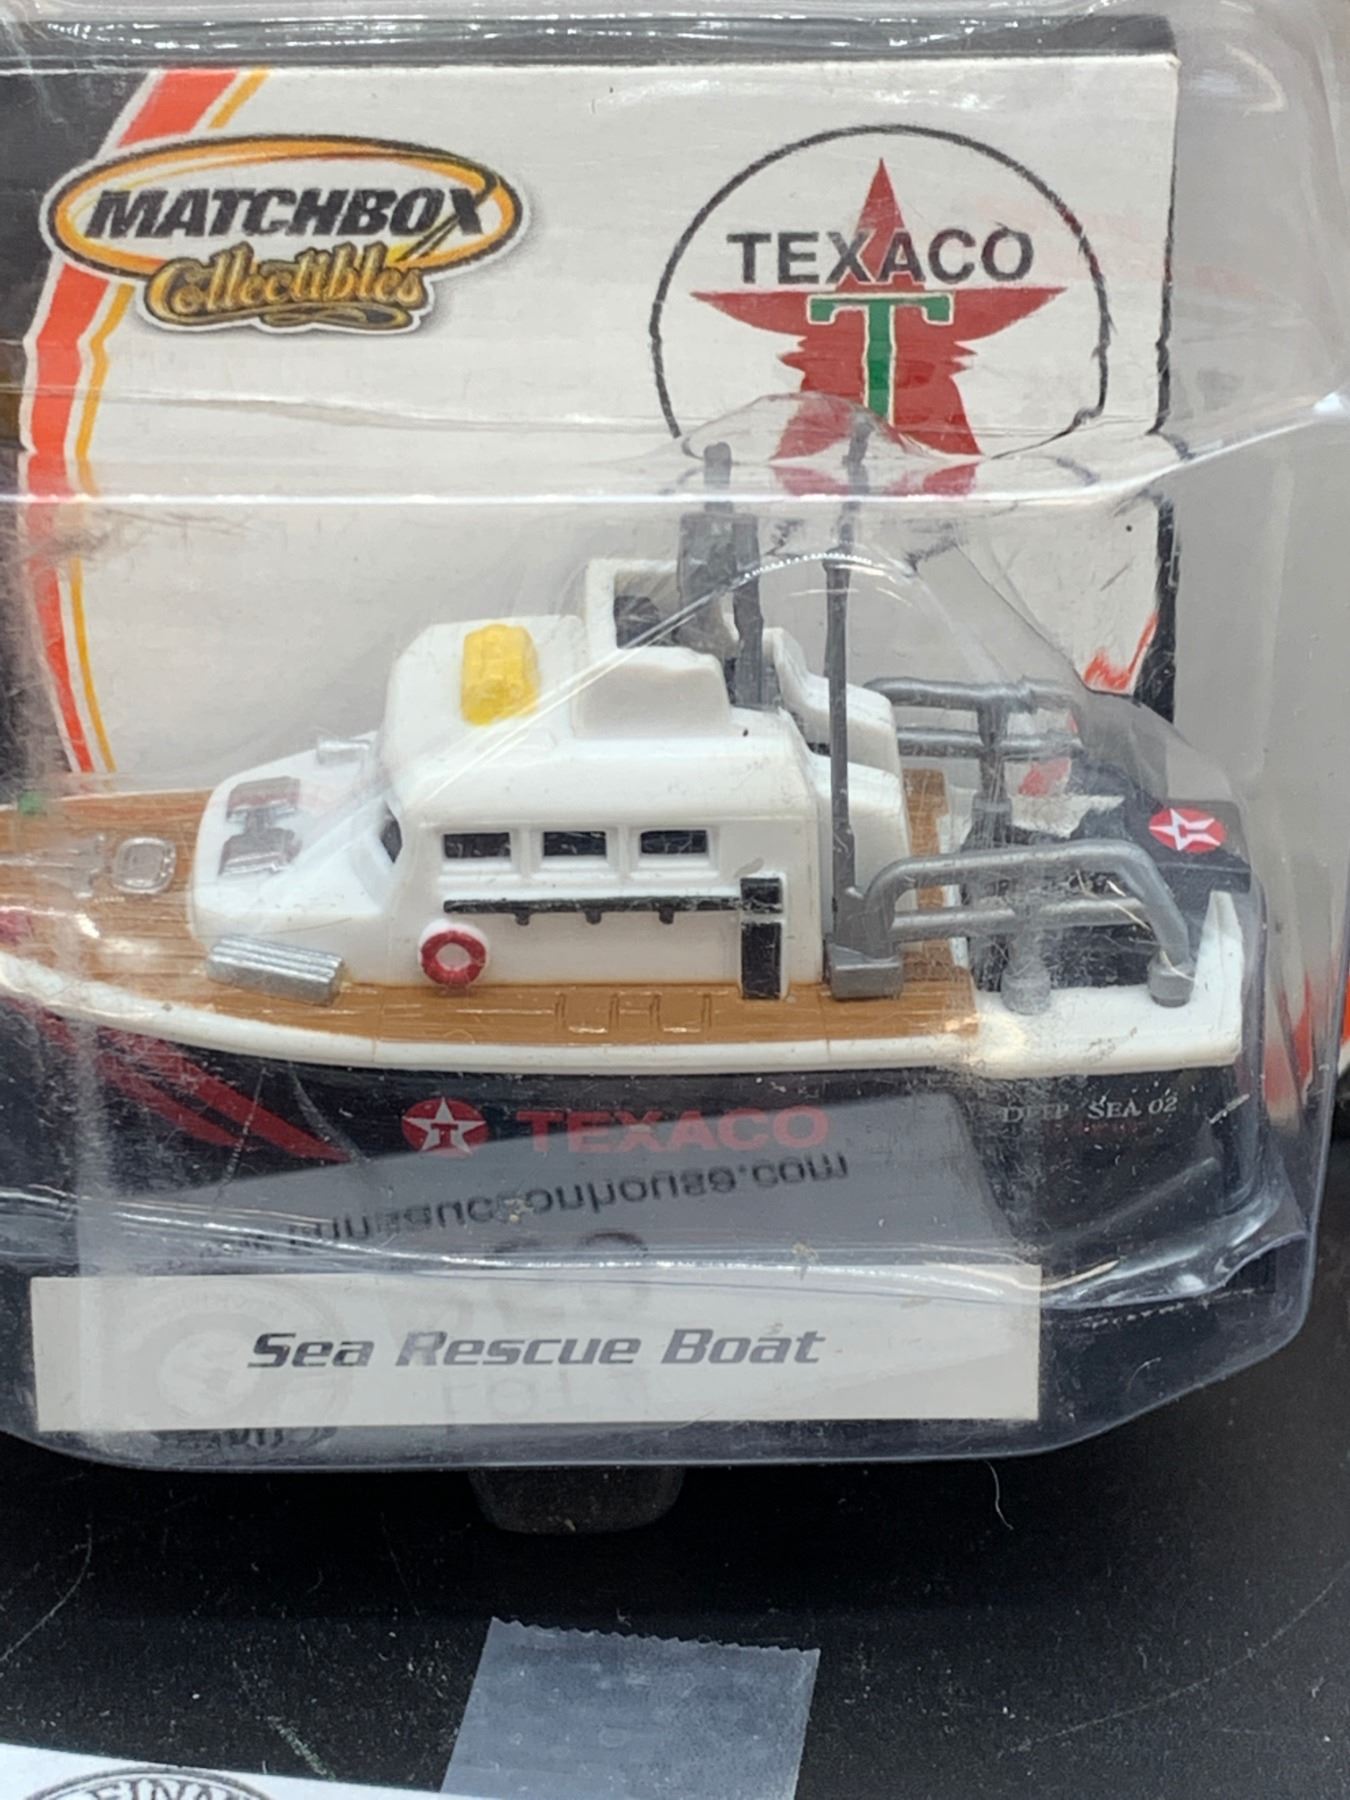 MATCHBOX
Collectibles
TEXACO
T
T
TEXACO
DEEP SEA 02
Sea Rescue Boat